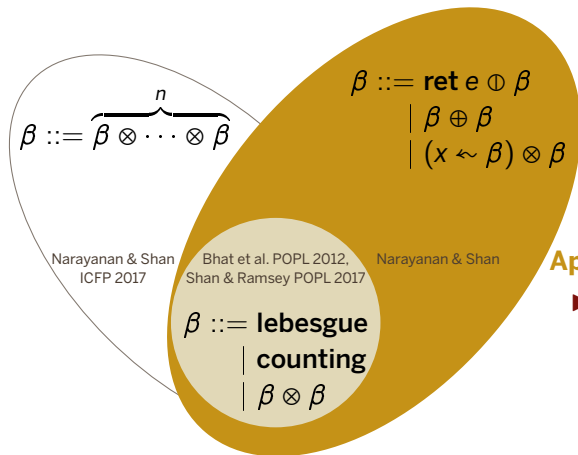 n
β ::= β ⊗ ··· ⊗ β
β ::= ret e ⦶ β
| β ⊕ β
| (x ↜ β) ⊗ β
Narayanan & Shan
ICFP 2017
Bhat et al. POPL 2012,
Shan & Ramsey POPL 2017
Narayanan & Shan
Ap
β ::= lebesgue
| counting
| β ⊗ β